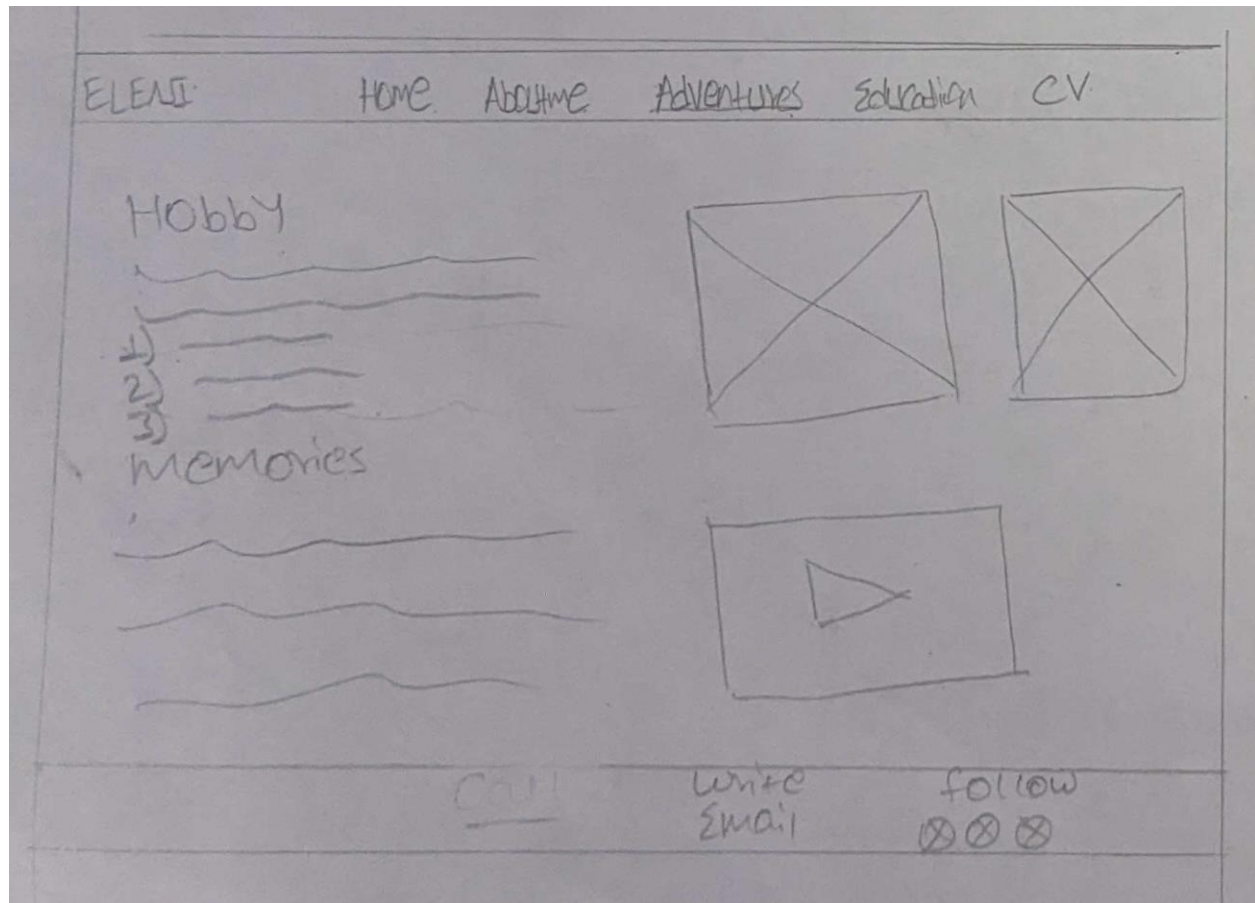 ELENI Home Aboutme Adventures Education CV.
Hobby
1)
2)
3)
memories
Call write follow
Email